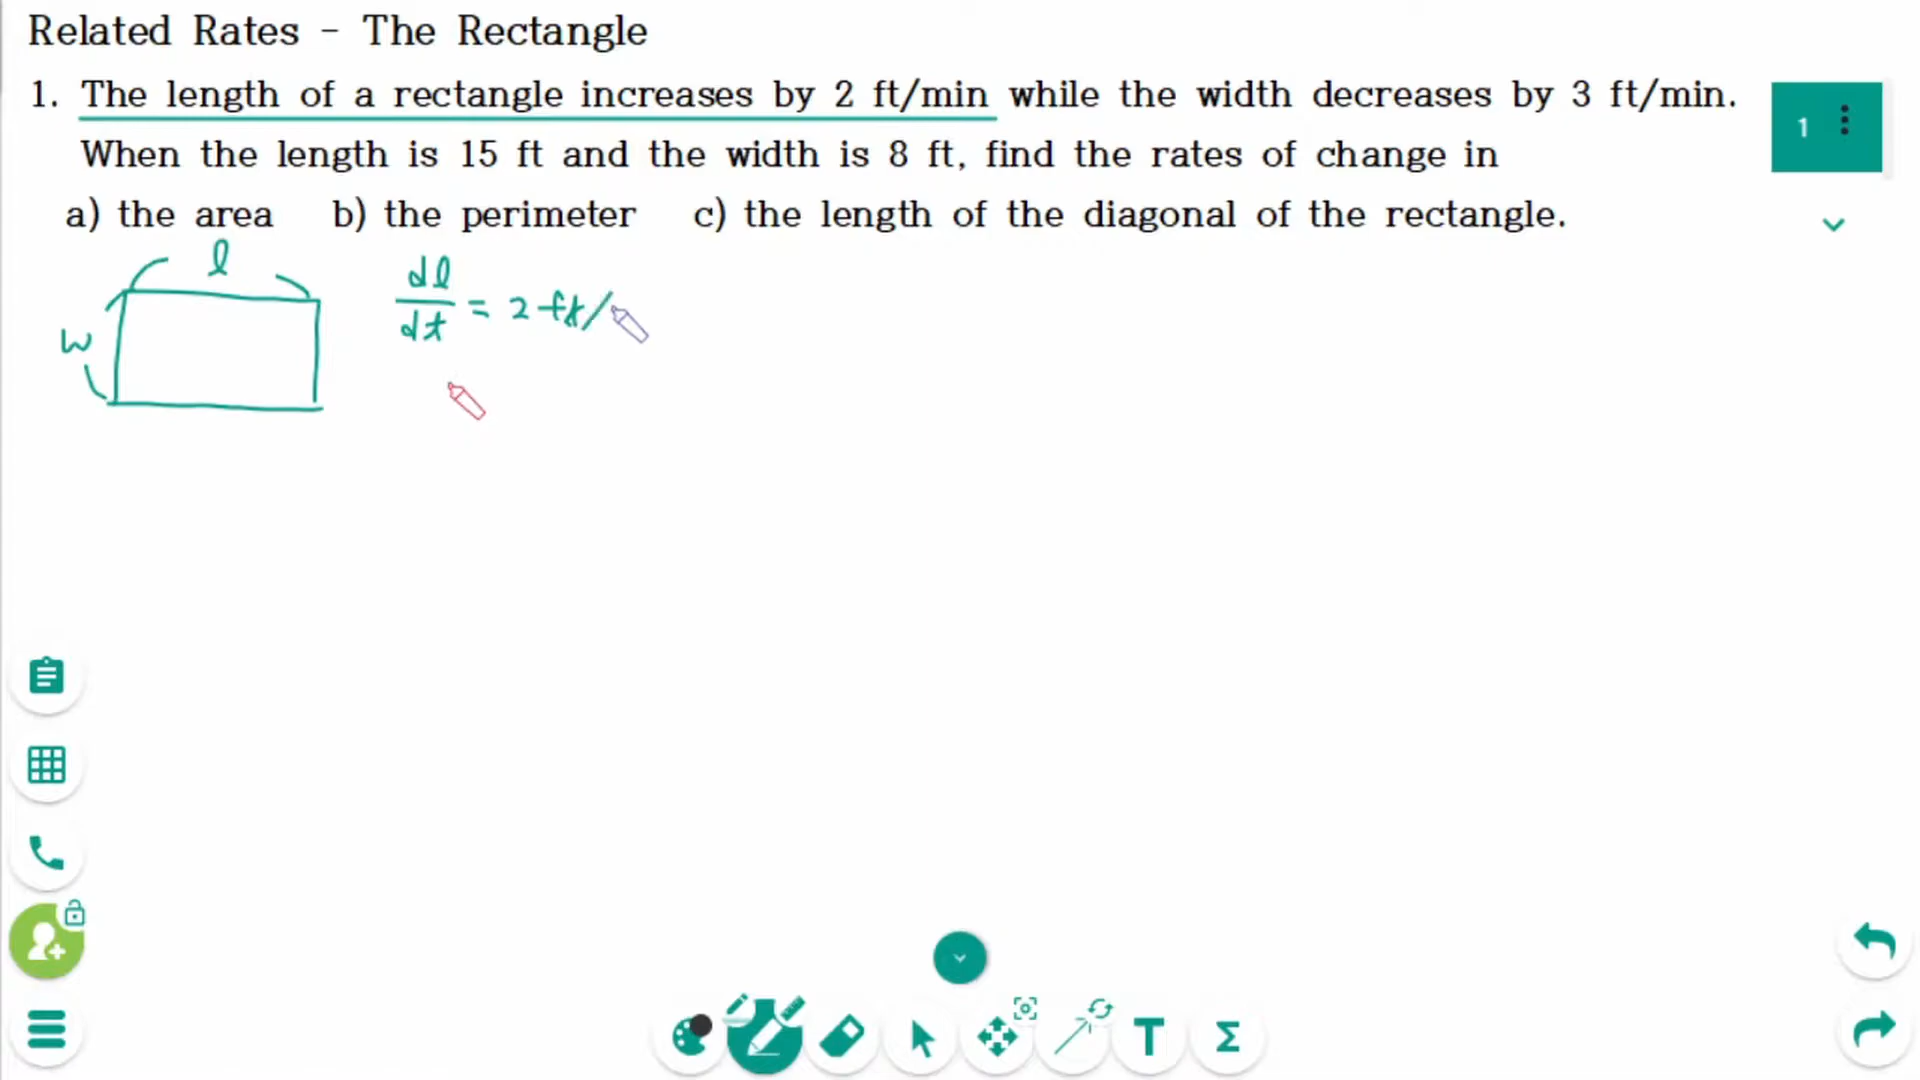 Related Rates - The Rectangle
1. The length of a rectangle increases by 2 ft/min while the width decreases by 3 ft/min.
When the length is 15 ft and the width is 8 ft, find the rates of change in
a) the area b) the perimeter c) the length of the diagonal of the rectangle.
1
l
w
dl/dt = 2 ft/
T
Σ